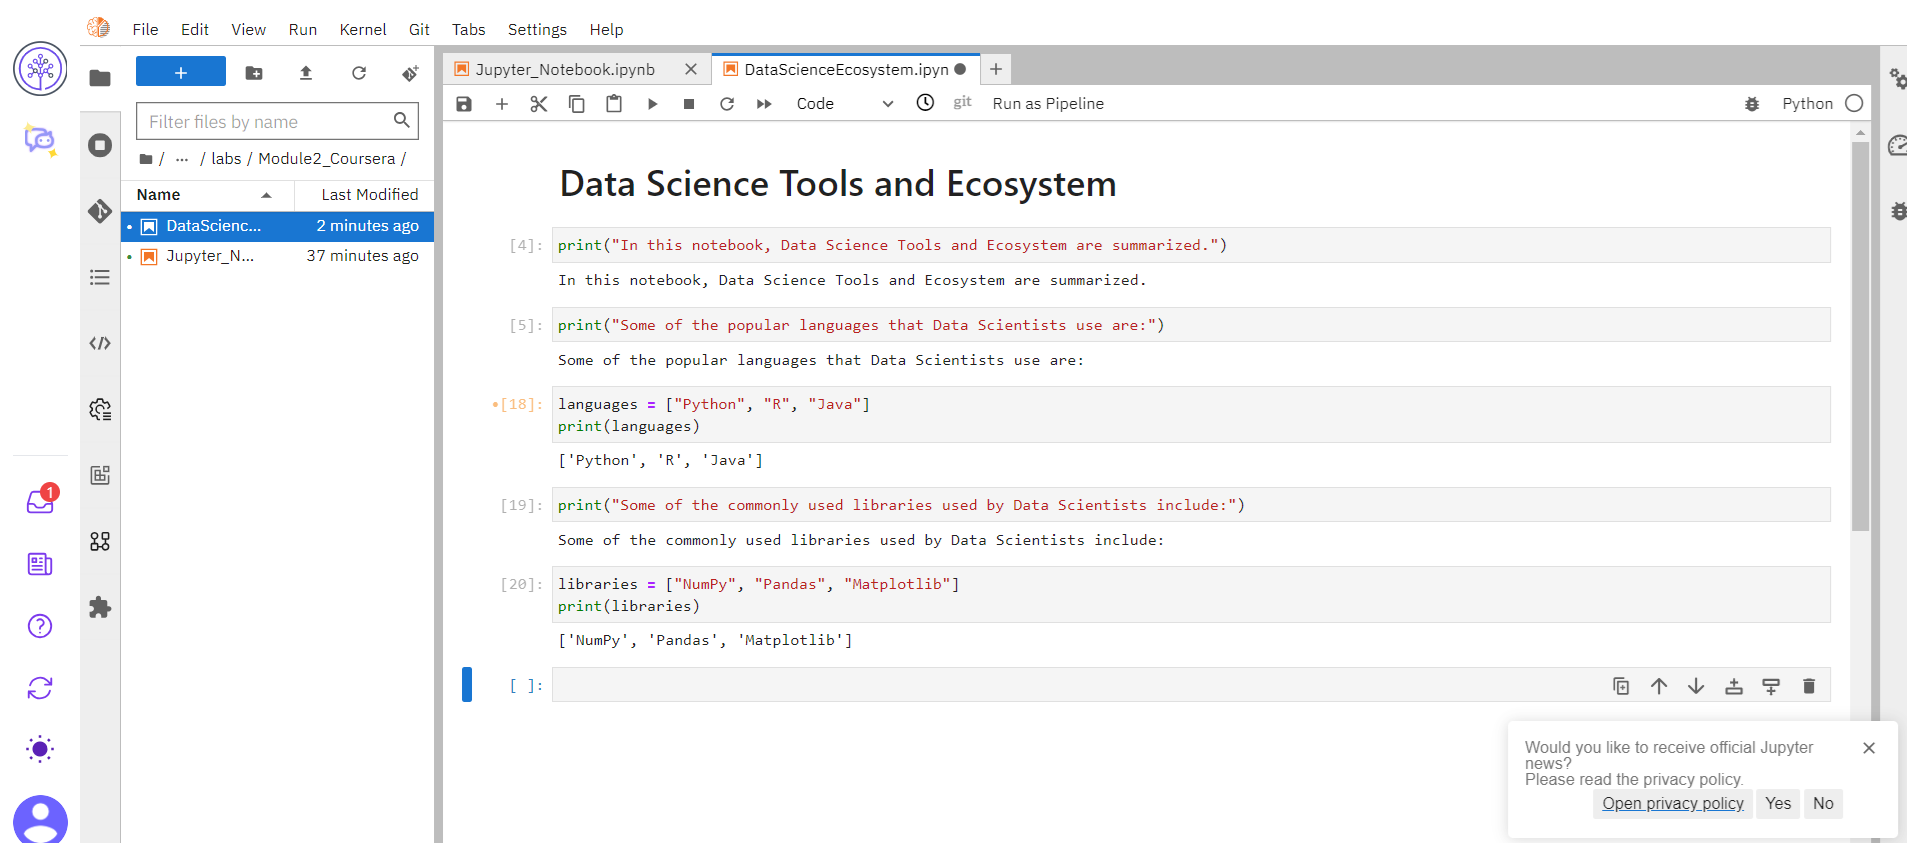 File Edit View Run Kernel Git Tabs Settings Help
+
Filter files by name
/ ... / labs / Module2_Coursera /
Name Last Modified
DataScienc... 2 minutes ago
Jupyter_N... 37 minutes ago
1
Jupyter_Notebook.ipynb
DataScienceEcosystem.ipyn
Code git Run as Pipeline Python
Data Science Tools and Ecosystem
[4]: print("In this notebook, Data Science Tools and Ecosystem are summarized.")
In this notebook, Data Science Tools and Ecosystem are summarized.
[5]: print("Some of the popular languages that Data Scientists use are:")
Some of the popular languages that Data Scientists use are:
•[18]: languages = ["Python", "R", "Java"]
print(languages)
['Python', 'R', 'Java']
[19]: print("Some of the commonly used libraries used by Data Scientists include:")
Some of the commonly used libraries used by Data Scientists include:
[20]: libraries = ["NumPy", "Pandas", "Matplotlib"]
print(libraries)
['NumPy', 'Pandas', 'Matplotlib']
[ ]:
Would you like to receive official Jupyter
news?
Please read the privacy policy.
Open privacy policy Yes No